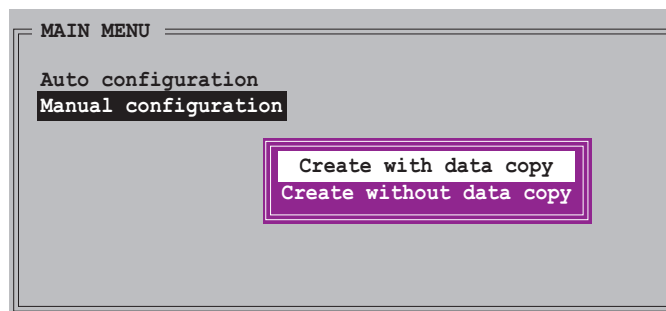 MAIN MENU
Auto configuration
Manual configuration
Create with data copy
Create without data copy